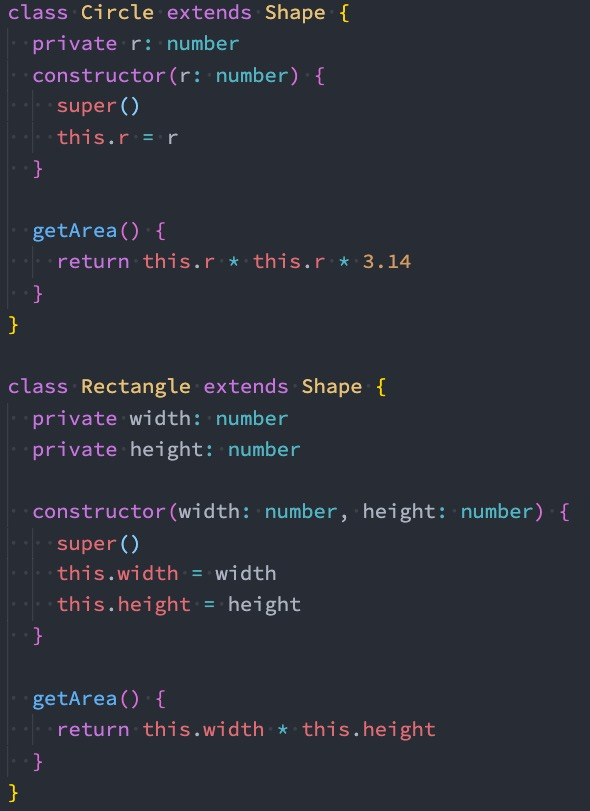 class Circle extends Shape {
  private r: number
  constructor(r: number) {
    super()
    this.r = r
  }

  getArea() {
    return this.r * this.r * 3.14
  }
}

class Rectangle extends Shape {
  private width: number
  private height: number

  constructor(width: number, height: number) {
    super()
    this.width = width
    this.height = height
  }

  getArea() {
    return this.width * this.height
  }
}